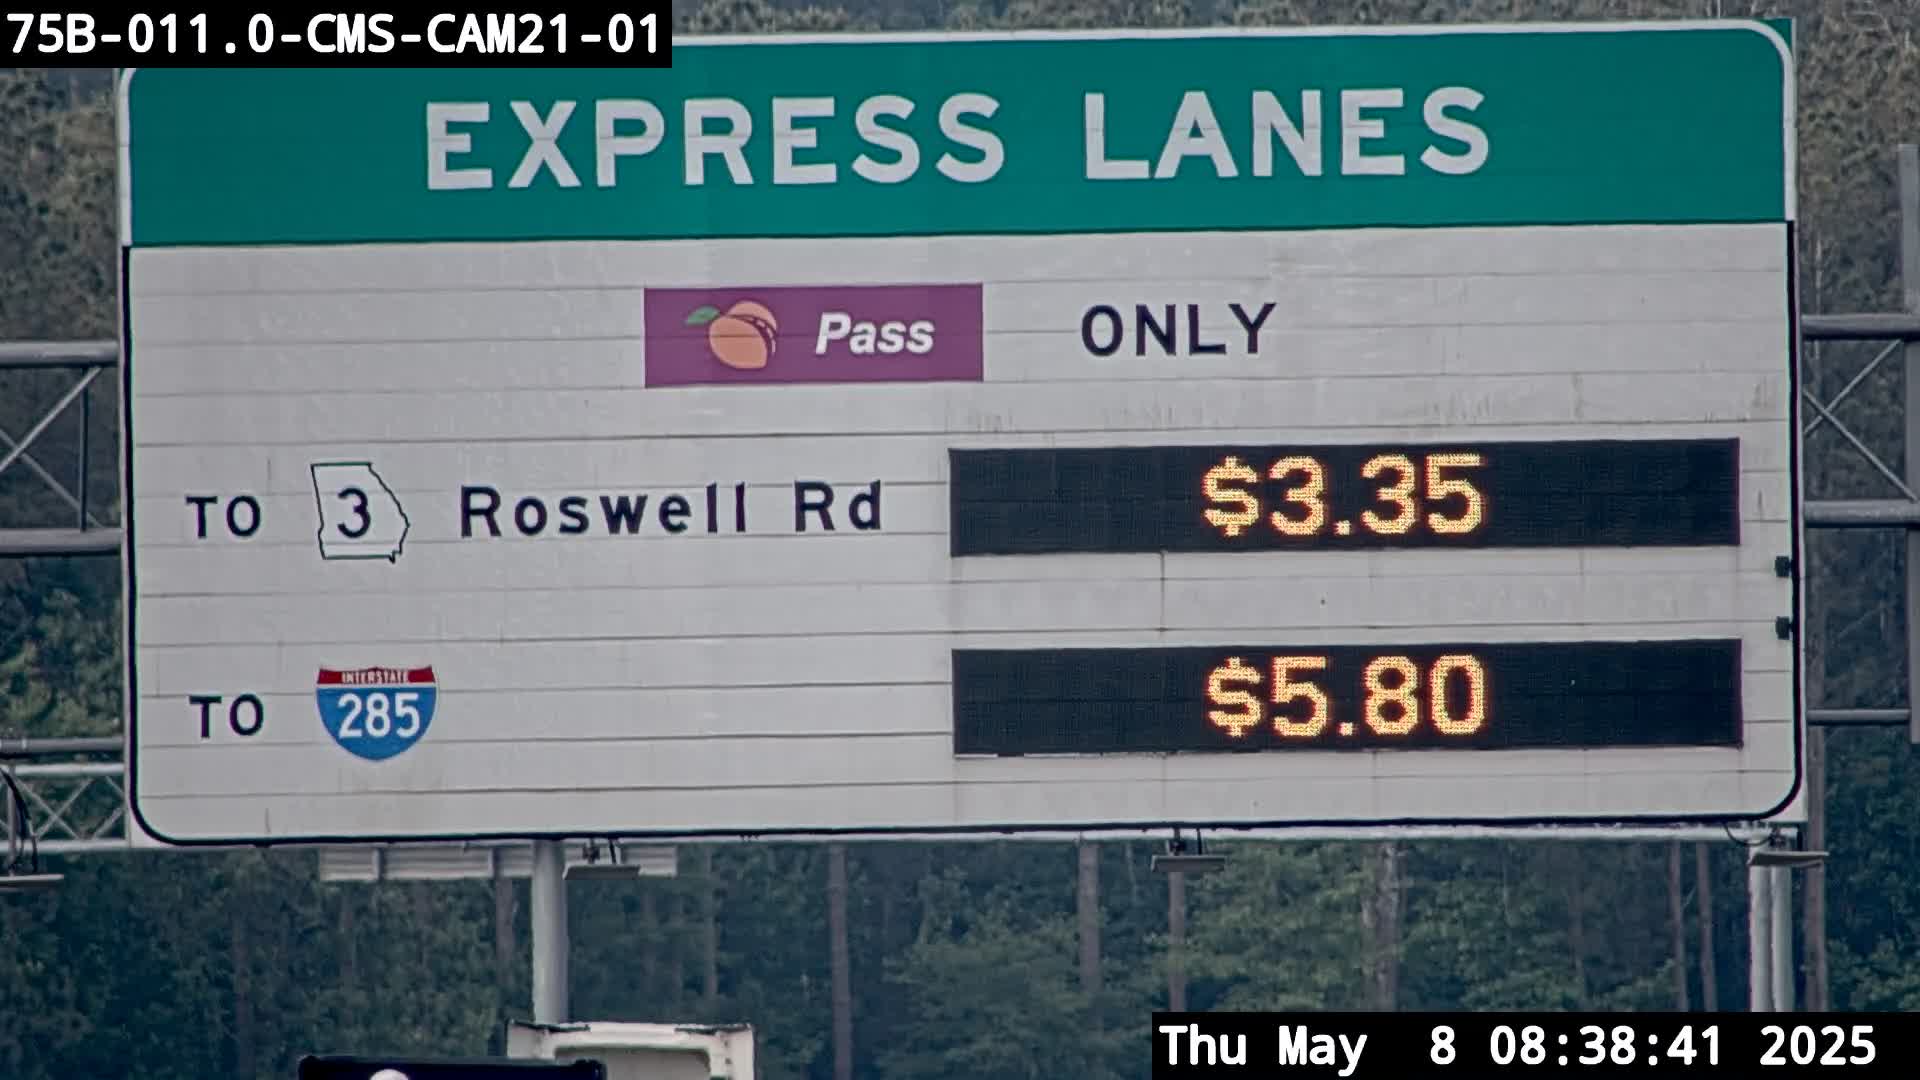 75B-011.0-CMS-CAM21-01
EXPRESS LANES
Pass ONLY
TO 3 Roswell Rd $3.35
INTERSTATE
TO 285 $5.80
Thu May 8 08:38:41 2025